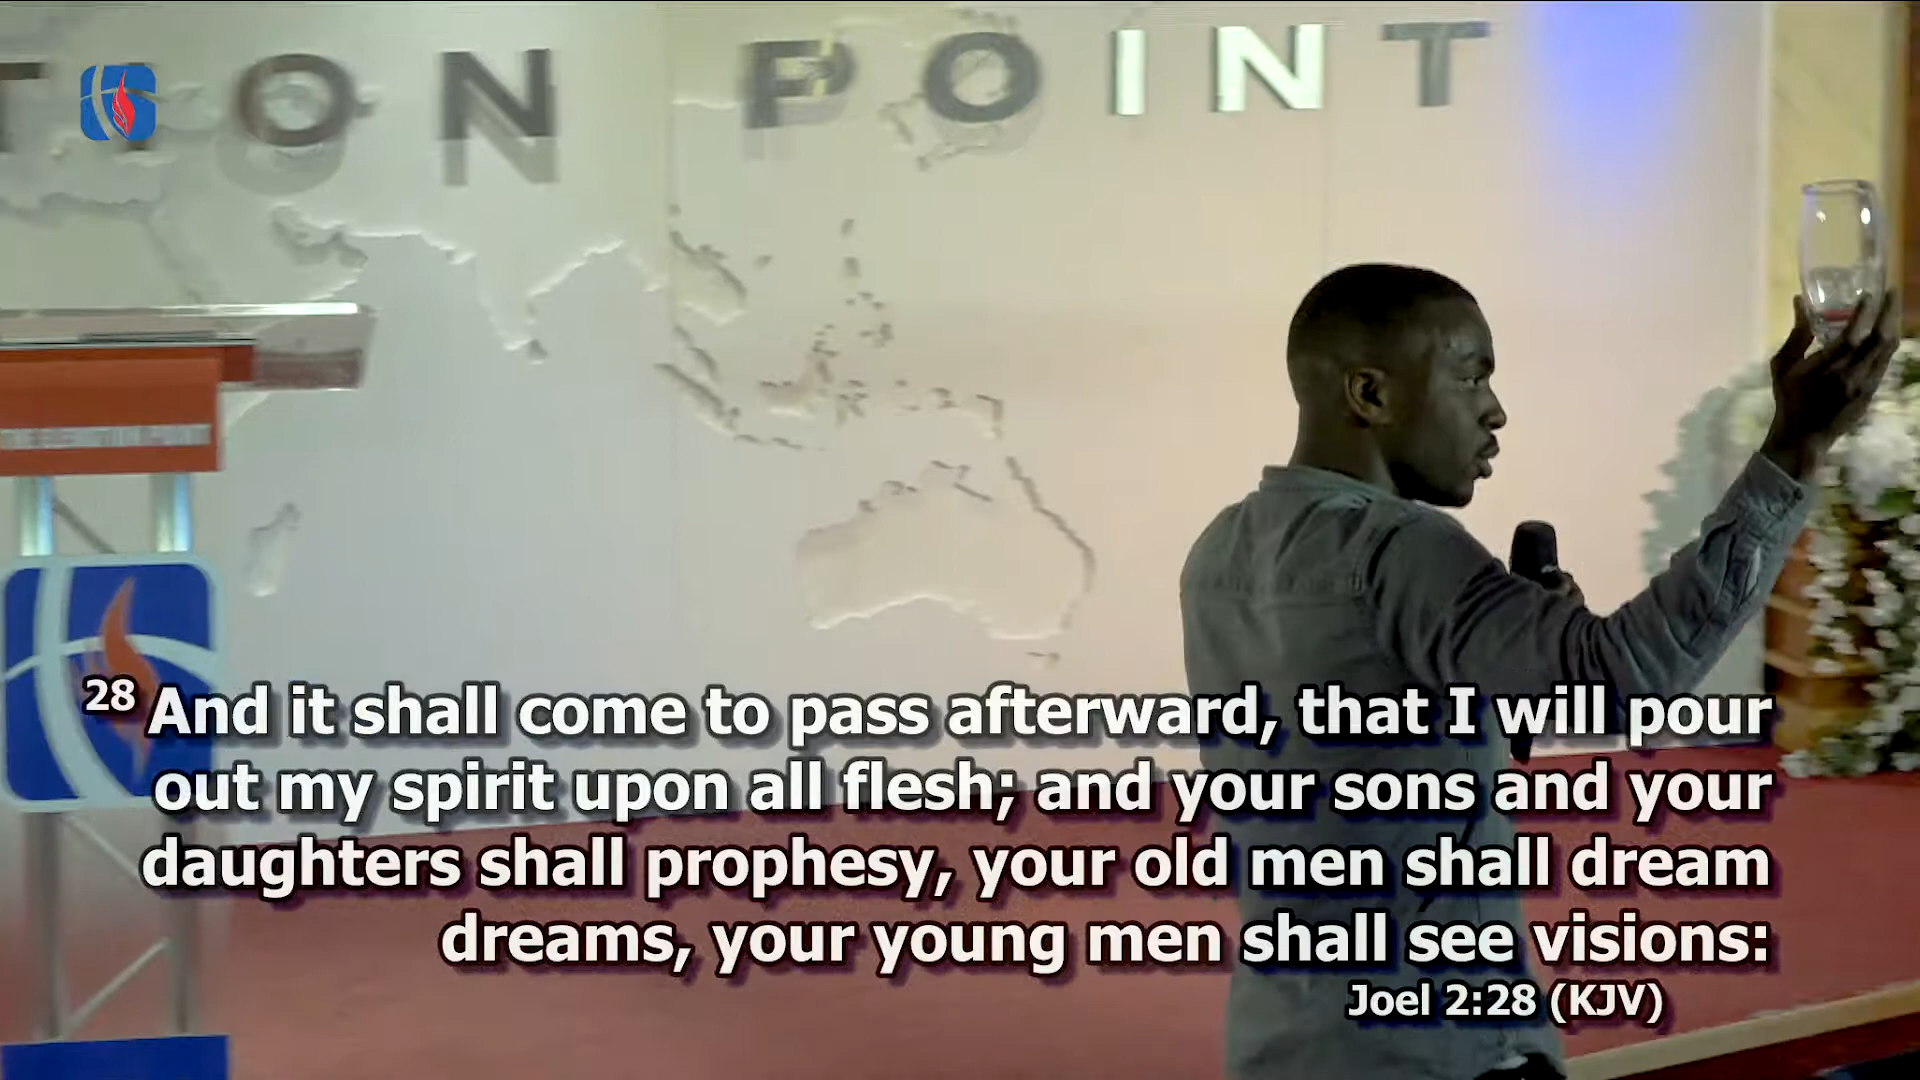 TION POINT
28 And it shall come to pass afterward, that I will pour
out my spirit upon all flesh; and your sons and your
daughters shall prophesy, your old men shall dream
dreams, your young men shall see visions:
Joel 2:28 (KJV)